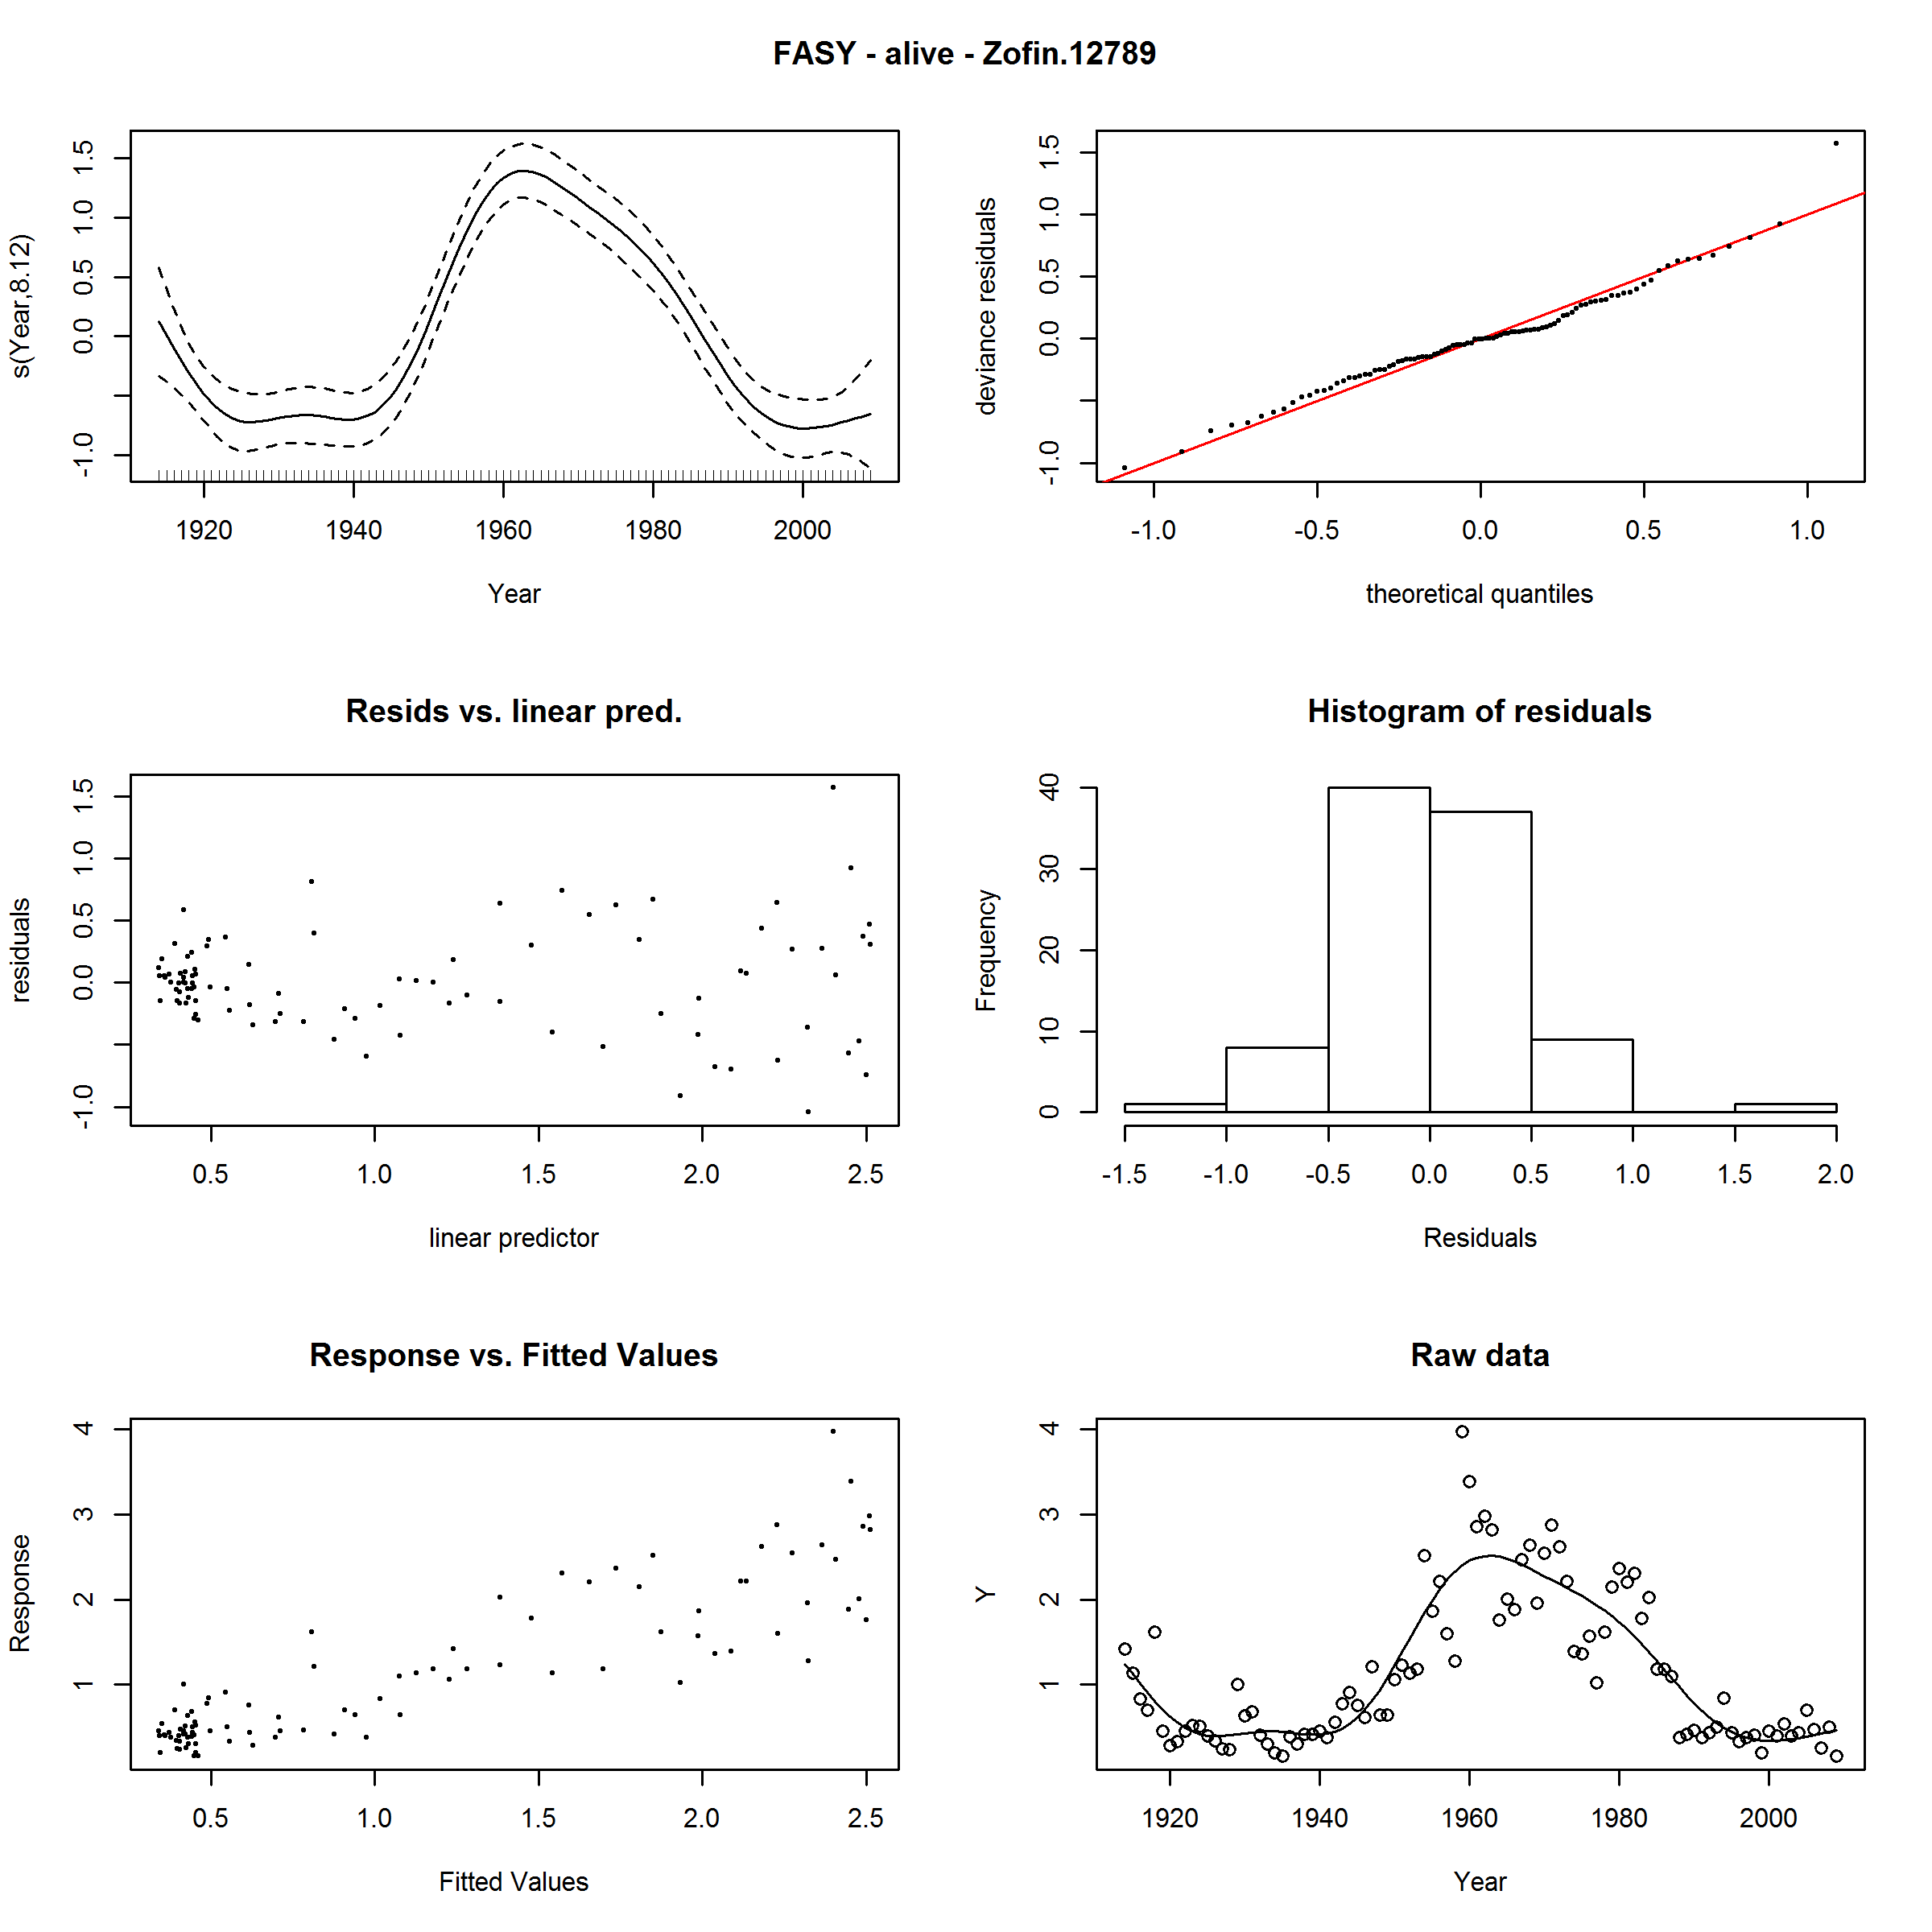 FASY - alive - Zofin.12789
s(Year,8.12)
-1.0 0.0 0.5 1.0 1.5
1920 1940 1960 1980 2000
Year
deviance residuals
-1.0 0.0 0.5 1.0 1.5
-1.0 -0.5 0.0 0.5 1.0
theoretical quantiles
Resids vs. linear pred.
residuals
-1.0 0.0 0.5 1.0 1.5
0.5 1.0 1.5 2.0 2.5
linear predictor
Histogram of residuals
Frequency
0 10 20 30 40
-1.5 -1.0 -0.5 0.0 0.5 1.0 1.5 2.0
Residuals
Response vs. Fitted Values
Response
1 2 3 4
0.5 1.0 1.5 2.0 2.5
Fitted Values
Raw data
Y
1 2 3 4
1920 1940 1960 1980 2000
Year